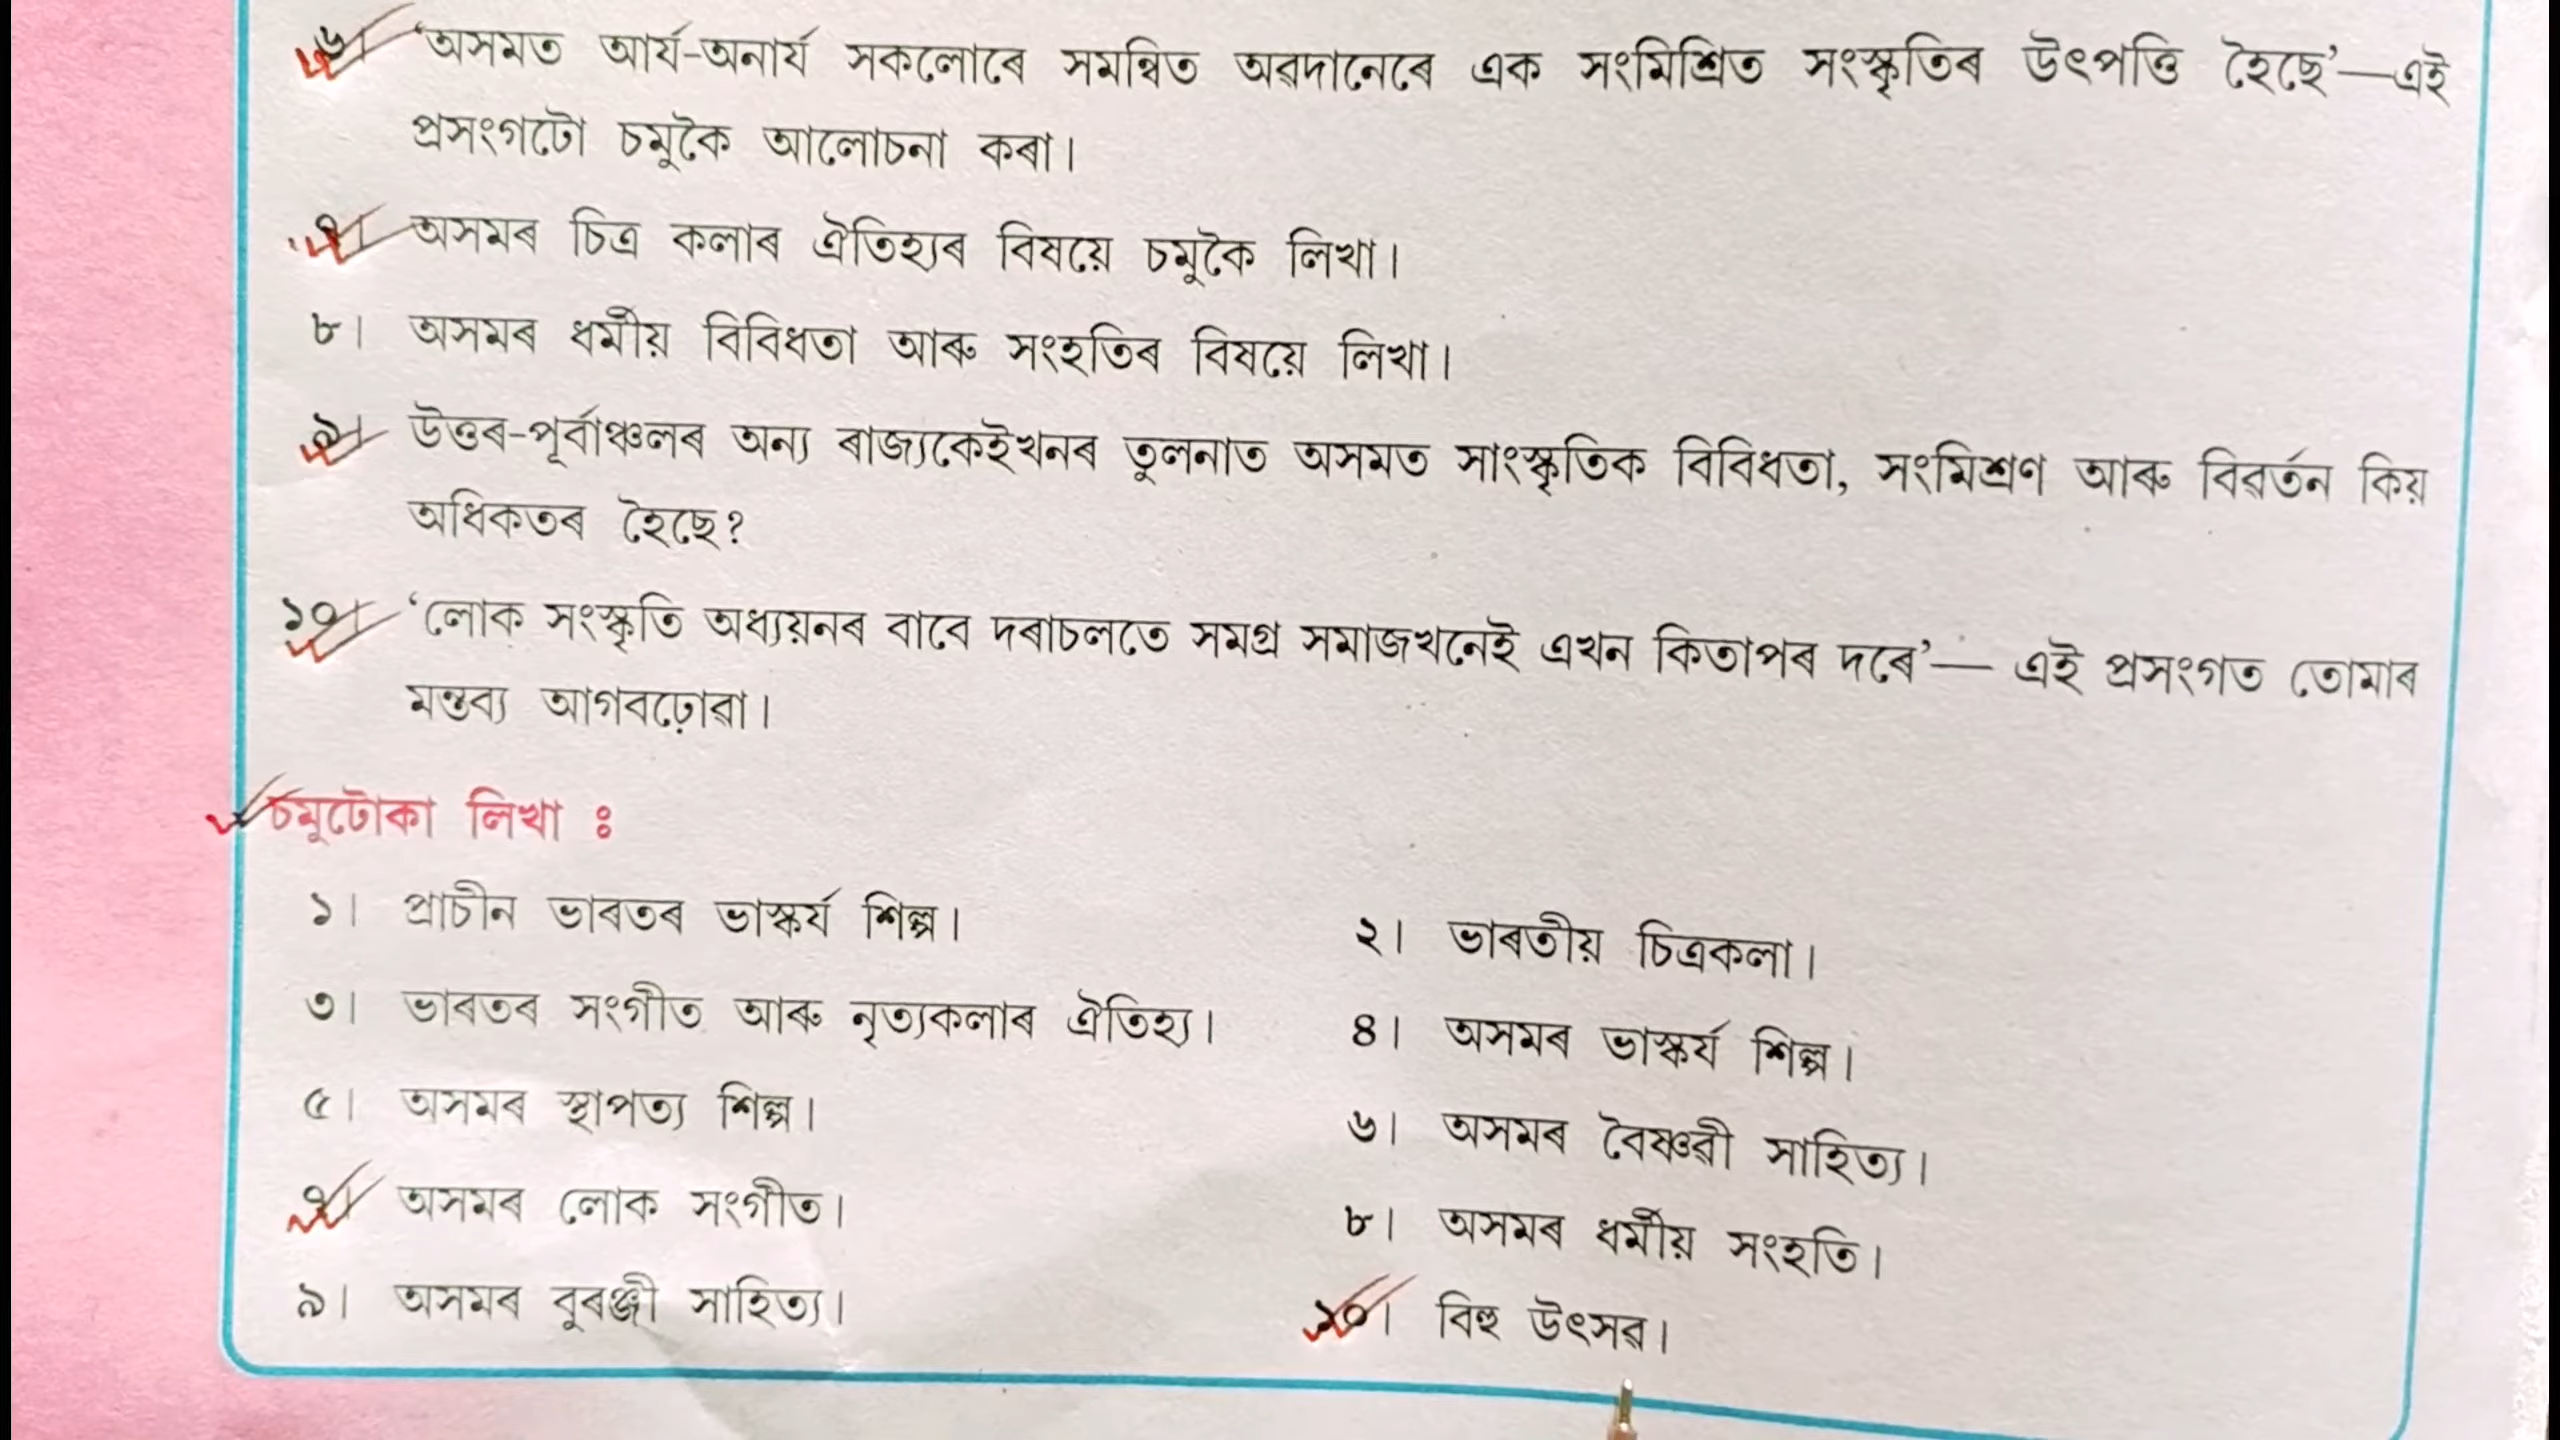 ৬। ‘অসমত আৰ্য-অনাৰ্য সকলোৰে সমন্বিত অৱদানেৰে এক সংমিশ্ৰিত সংস্কৃতিৰ উৎপত্তি হৈছে’—এই
প্ৰসংগটো চমুকৈ আলোচনা কৰা।
৭। অসমৰ চিত্ৰ কলাৰ ঐতিহ্যৰ বিষয়ে চমুকৈ লিখা।
৮। অসমৰ ধৰ্মীয় বিবিধতা আৰু সংহতিৰ বিষয়ে লিখা।
৯। উত্তৰ-পূৰ্বাঞ্চলৰ অন্য ৰাজ্যকেইখনৰ তুলনাত অসমত সাংস্কৃতিক বিবিধতা, সংমিশ্ৰণ আৰু বিৱৰ্তন কিয়
অধিকতৰ হৈছে?
১০। ‘লোক সংস্কৃতি অধ্যয়নৰ বাবে দৰাচলতে সমগ্ৰ সমাজখনেই এখন কিতাপৰ দৰে’— এই প্ৰসংগত তোমাৰ
মন্তব্য আগবঢ়োৱা।
চমুটোকা লিখা ঃ
১। প্ৰাচীন ভাৰতৰ ভাস্কৰ্য শিল্প।
২। ভাৰতীয় চিত্ৰকলা।
৩। ভাৰতৰ সংগীত আৰু নৃত্যকলাৰ ঐতিহ্য।
৪। অসমৰ ভাস্কৰ্য শিল্প।
৫। অসমৰ স্থাপত্য শিল্প।
৬। অসমৰ বৈষ্ণৱী সাহিত্য।
৭। অসমৰ লোক সংগীত।
৮। অসমৰ ধৰ্মীয় সংহতি।
৯। অসমৰ বুৰঞ্জী সাহিত্য।
১০। বিহু উৎসৱ।